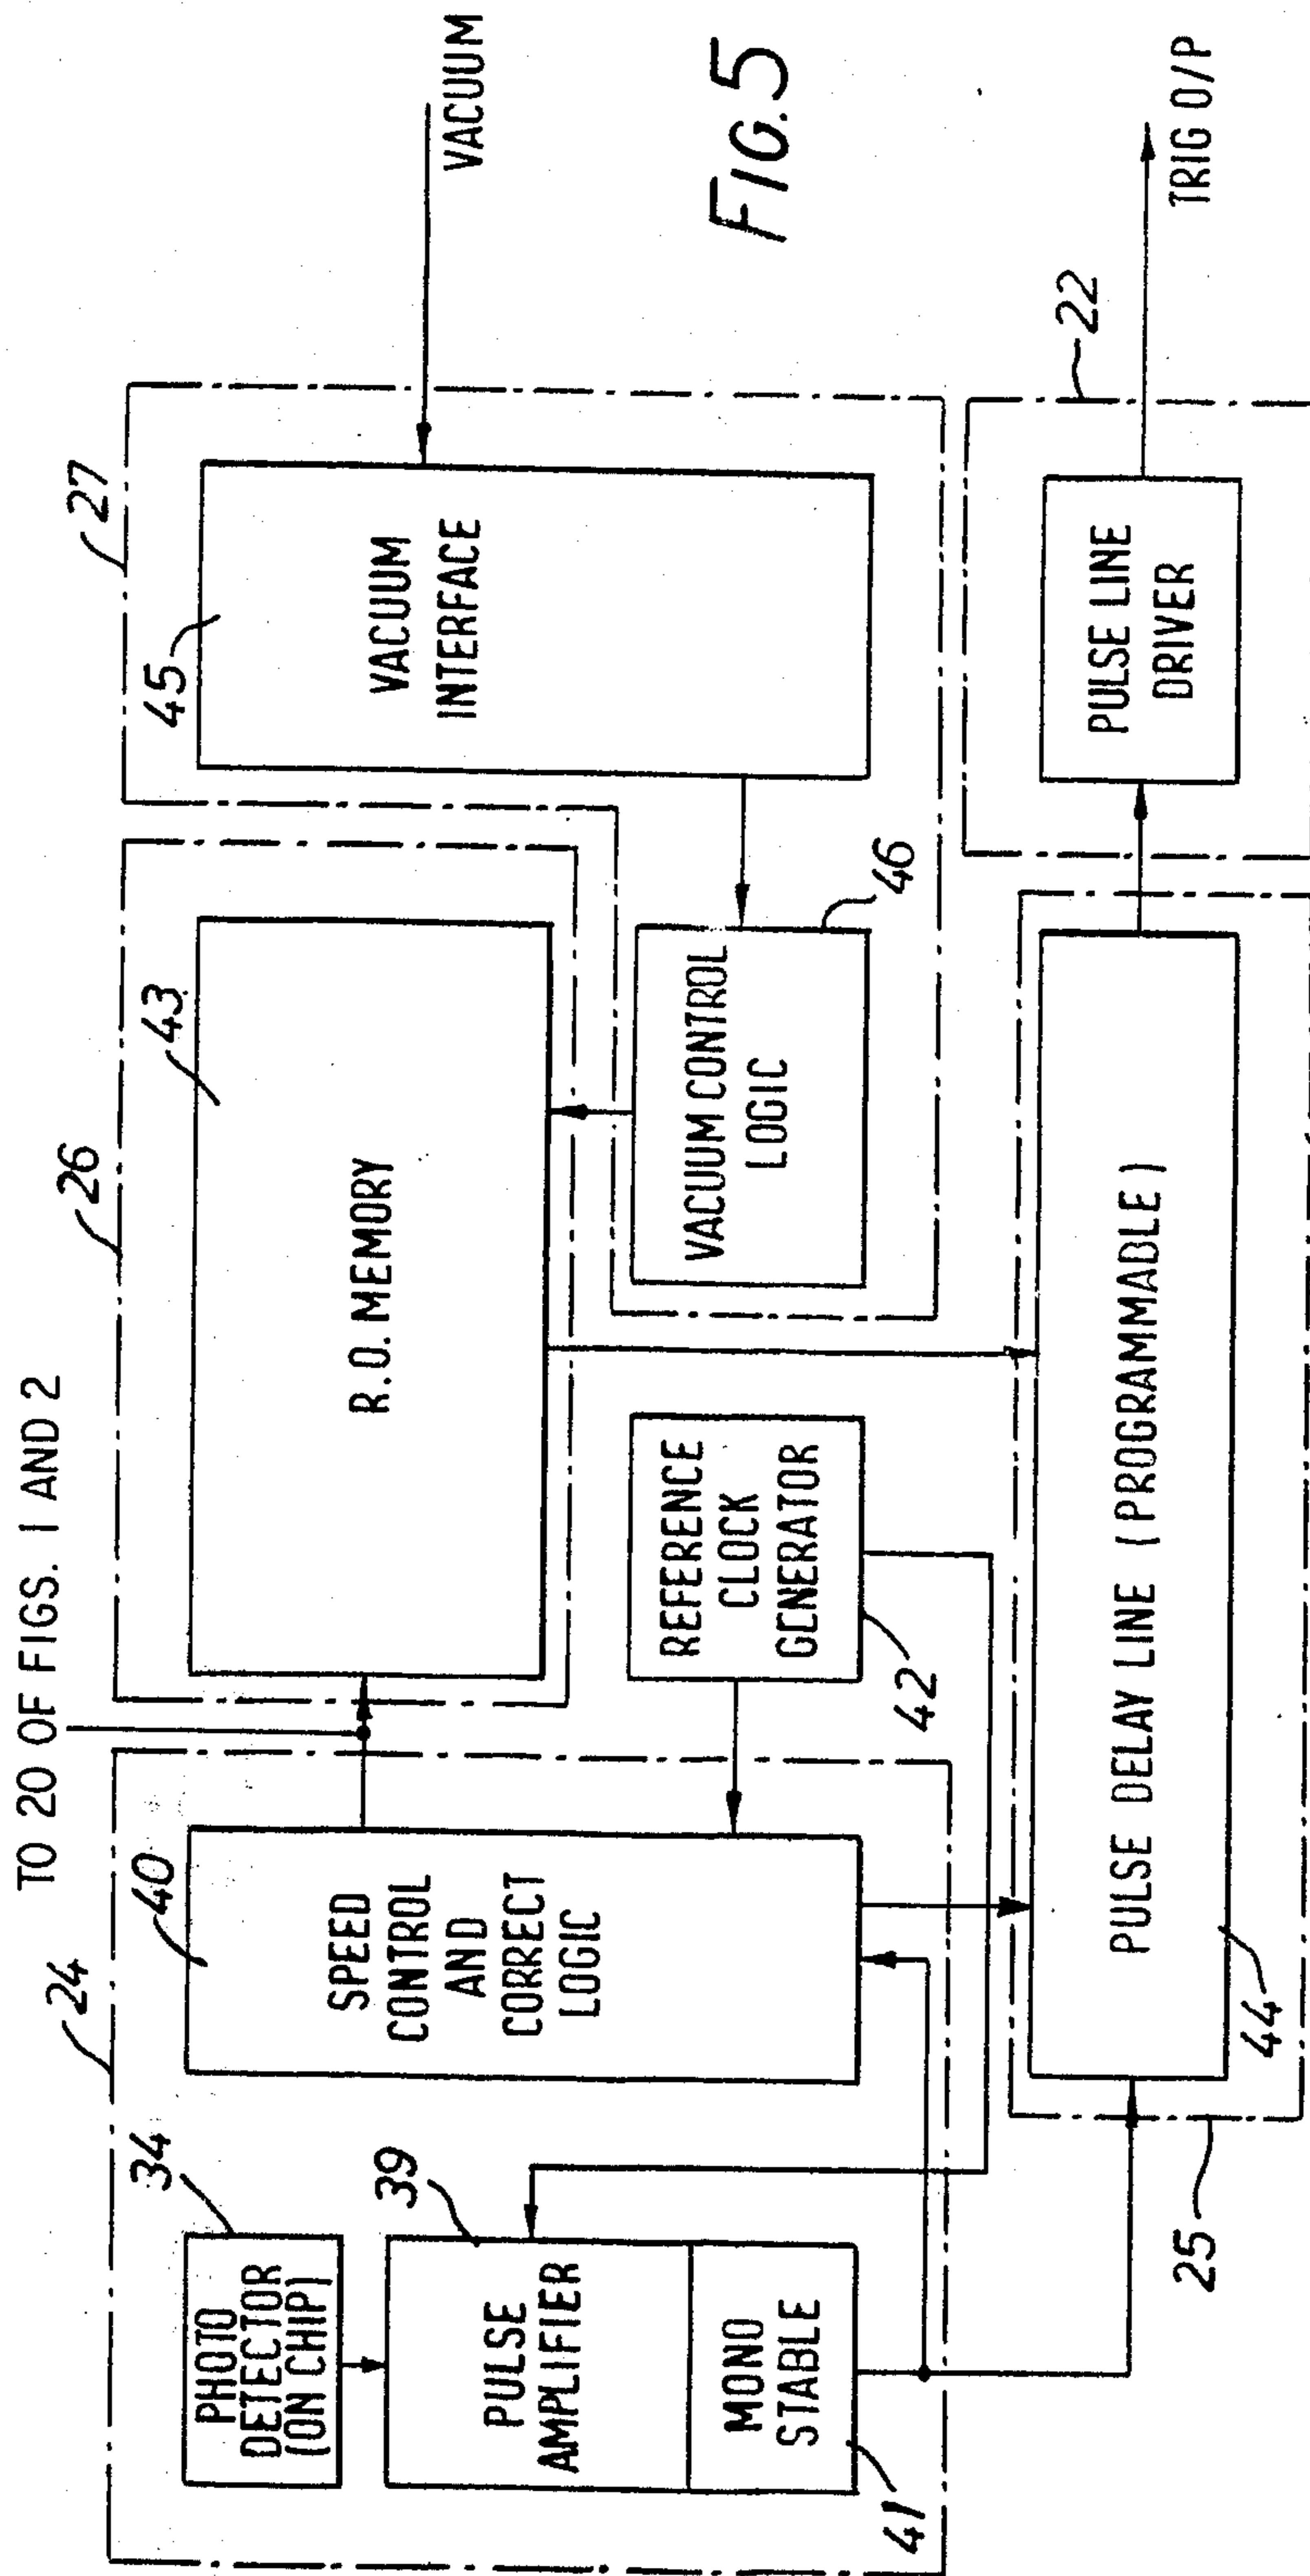 TO 20 OF FIGS. 1 AND 2
24
26
27
34
PHOTO
DETECTOR
(ON CHIP)
39
PULSE
AMPLIFIER
MONO
STABLE
41
40
SPEED
CONTROL
AND
CORRECT
LOGIC
43
R.O. MEMORY
45
VACUUM
INTERFACE
VACUUM
REFERENCE
CLOCK
GENERATOR
42
VACUUM CONTROL
LOGIC
46
25
44
PULSE DELAY LINE (PROGRAMMABLE)
22
PULSE LINE
DRIVER
TRIG O/P
FIG.5